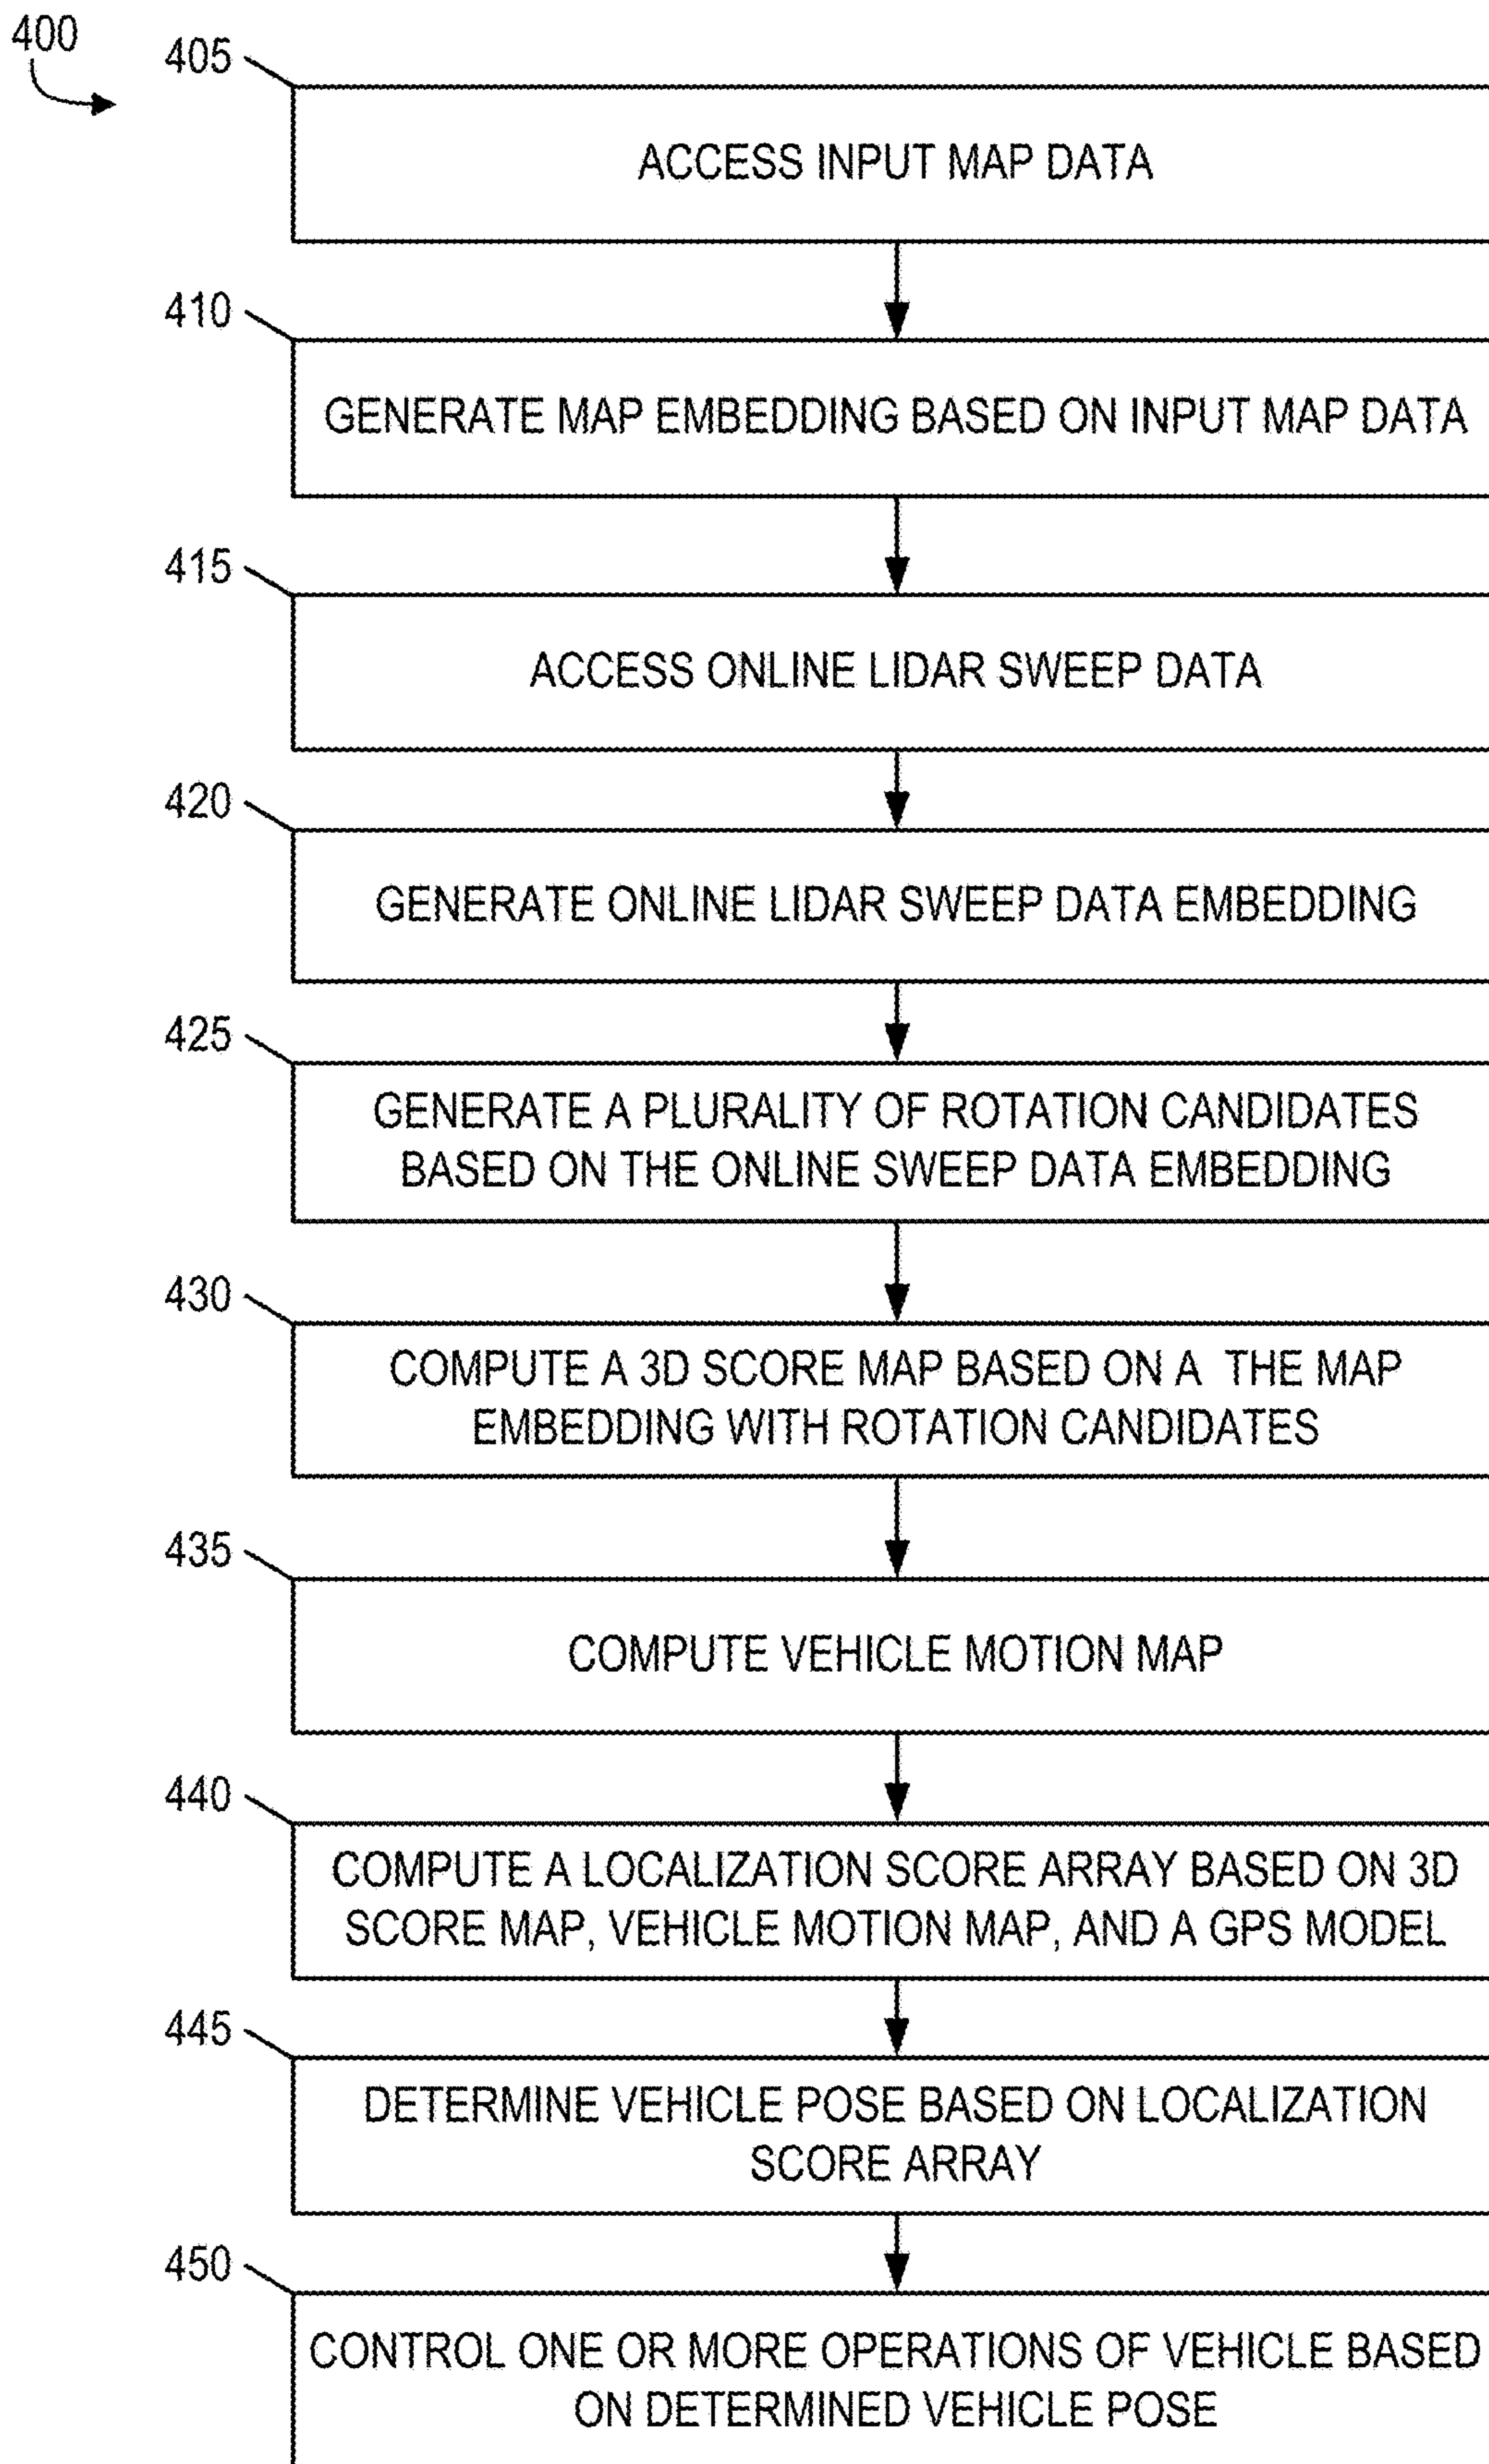 400
405
ACCESS INPUT MAP DATA
410
GENERATE MAP EMBEDDING BASED ON INPUT MAP DATA
415
ACCESS ONLINE LIDAR SWEEP DATA
420
GENERATE ONLINE LIDAR SWEEP DATA EMBEDDING
425
GENERATE A PLURALITY OF ROTATION CANDIDATES
BASED ON THE ONLINE SWEEP DATA EMBEDDING
430
COMPUTE A 3D SCORE MAP BASED ON A THE MAP
EMBEDDING WITH ROTATION CANDIDATES
435
COMPUTE VEHICLE MOTION MAP
440
COMPUTE A LOCALIZATION SCORE ARRAY BASED ON 3D
SCORE MAP, VEHICLE MOTION MAP, AND A GPS MODEL
445
DETERMINE VEHICLE POSE BASED ON LOCALIZATION
SCORE ARRAY
450
CONTROL ONE OR MORE OPERATIONS OF VEHICLE BASED
ON DETERMINED VEHICLE POSE